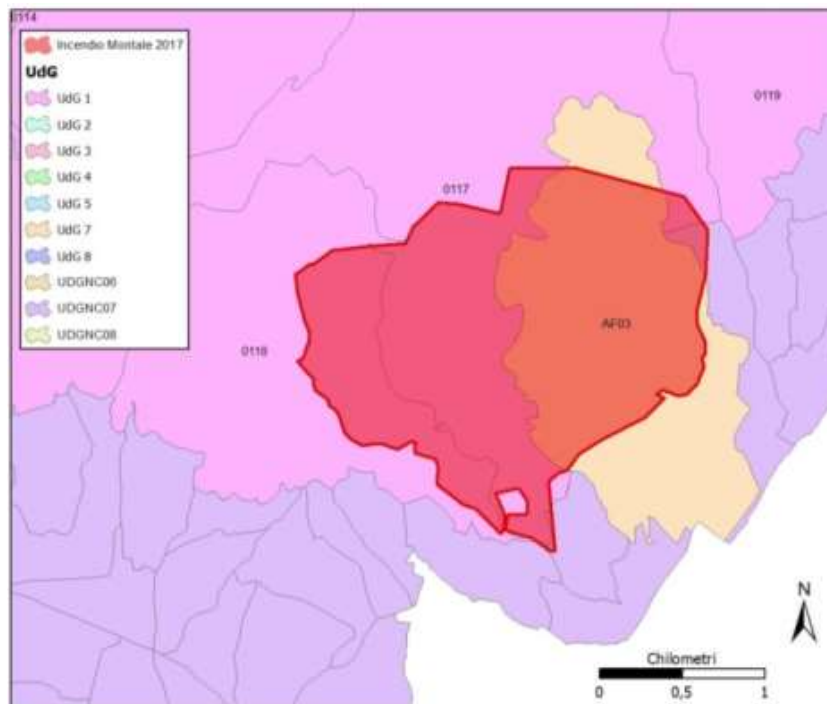 0114
Incendio Montale 2017
UdG
UdG 1
UdG 2
UdG 3
UdG 4
UdG 5
UdG 7
UdG 8
UDGNC06
UDGNC07
UDGNC08
0119
0117
0118
AF03
N
Chilometri
0 0,5 1